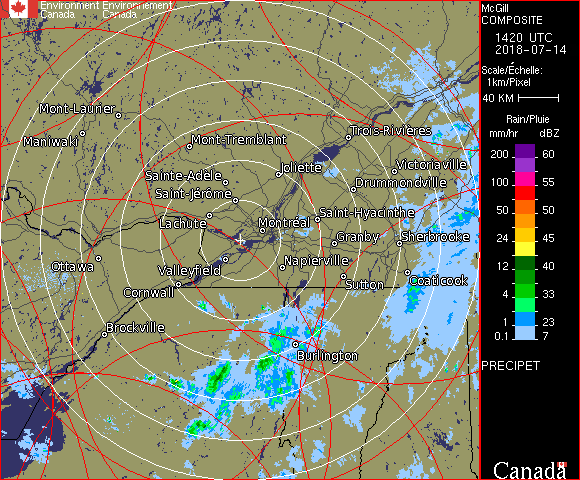 Environment Environnement
Canada Canada
McGill
COMPOSITE
1420 UTC
2018-07-14
Scale/Échelle:
1km/Pixel
40 KM
Rain/Pluie
mm/hr dBZ
200 60
100 55
50 50
24 45
12 40
4 33
1 23
0.1 7
PRECIPET
Canada
Mont-Laurier
Maniwaki
Mont-Tremblant
Trois-Rivières
Joliette
Victoriaville
Sainte-Adèle
Drummondville
Saint-Jérôme
Lachute
Saint-Hyacinthe
Montréal
Granby
Sherbrooke
Ottawa
Valleyfield
Napierville
Cornwall
Sutton
Coaticook
Brockville
Burlington